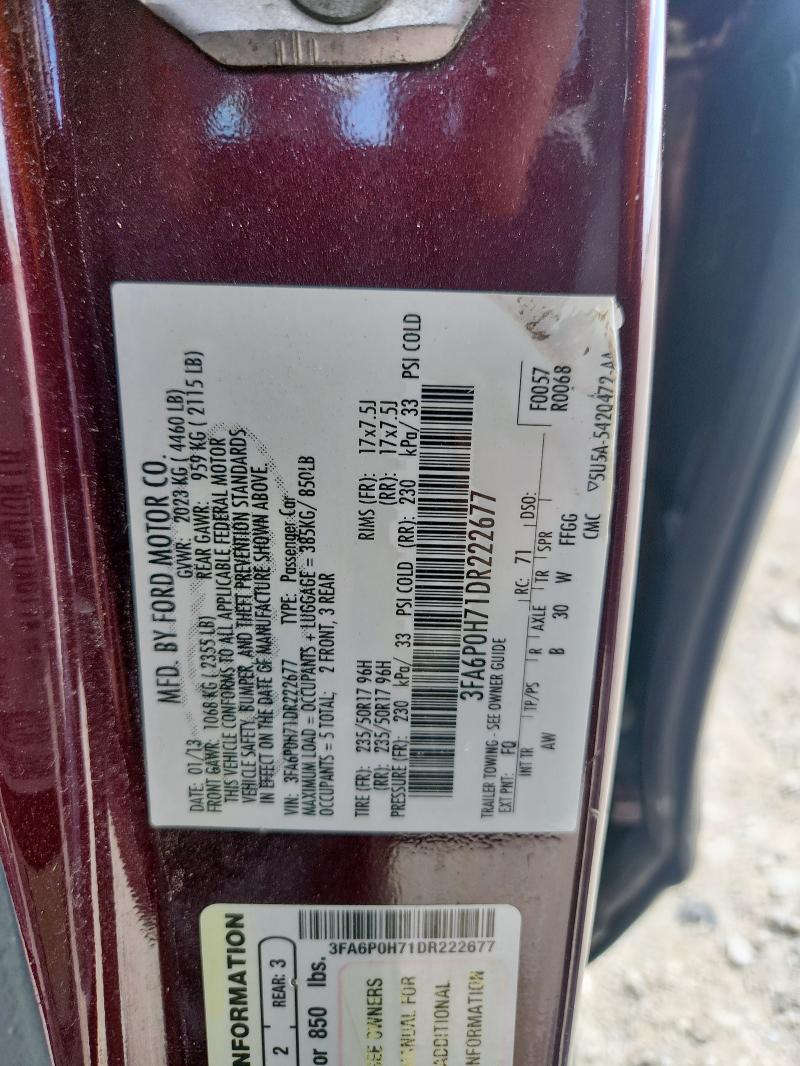 MFD. BY FORD MOTOR CO.
DATE: 01/13 GVWR: 2023 KG ( 4460 LB)
FRONT GAWR: 1068 KG ( 2355 LB) REAR GAWR: 959 KG ( 2115 LB)
THIS VEHICLE CONFORMS TO ALL APPLICABLE FEDERAL MOTOR
VEHICLE SAFETY, BUMPER, AND THEFT PREVENTION STANDARDS
IN EFFECT ON THE DATE OF MANUFACTURE SHOWN ABOVE.
VIN: 3FA6P0H71DR222677 TYPE: Passenger Car
MAXIMUM LOAD = OCCUPANTS + LUGGAGE = 385KG/ 850LB
OCCUPANTS = 5 TOTAL; 2 FRONT, 3 REAR
TIRE (FR): 235/50R17 96H RIMS (FR): 17x7.5J
(RR): 235/50R17 96H (RR): 17x7.5J
PRESSURE (FR): 230 kPa/ 33 PSI COLD (RR): 230 kPa/ 33 PSI COLD
3FA6P0H71DR222677
TRAILER TOWING - SEE OWNER GUIDE
EXT PNT: FQ RC: 71 DSO: F0057
INT TR TP/PS R AXLE TR SPR R0068
AW B 30 W FFGG
CMC ▽5U5A-5420472-AA
NFORMATION
2 REAR: 3
or 850 lbs.
3FA6P0H71DR222677
SEE OWNERS
MANUAL FOR
ADDITIONAL
INFORMATION